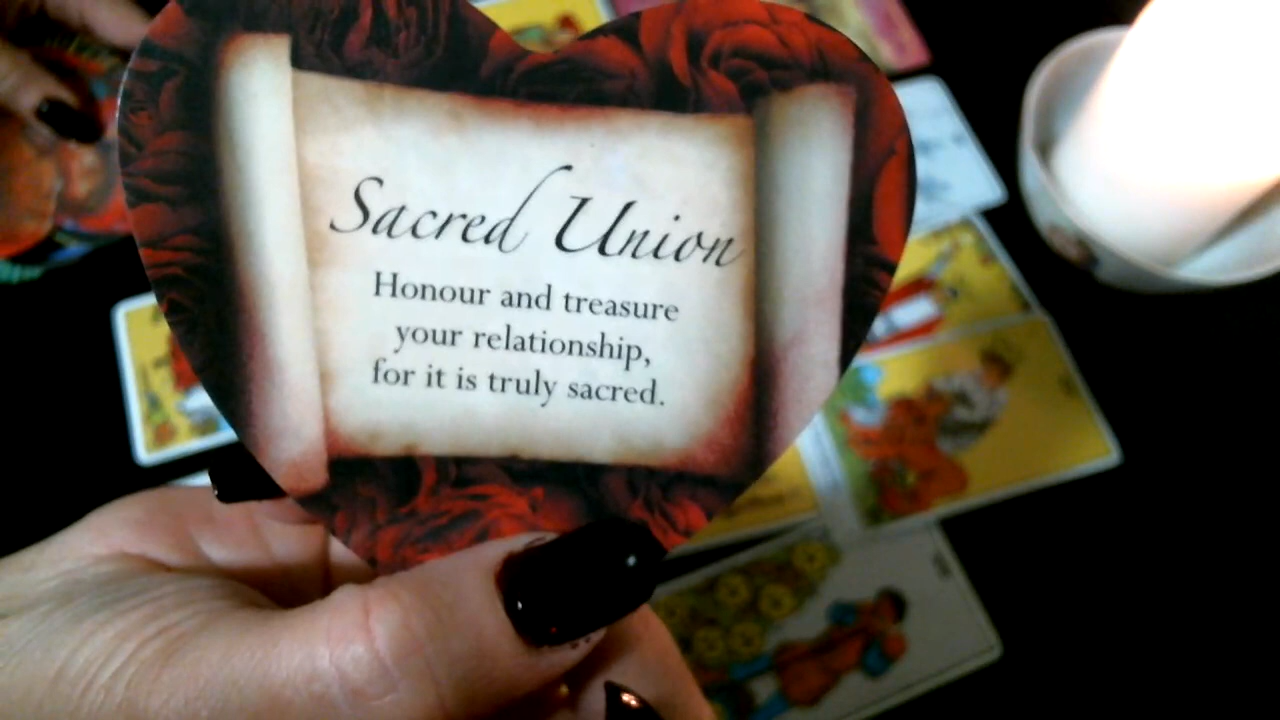 Sacred Union
Honour and treasure
your relationship,
for it is truly sacred.